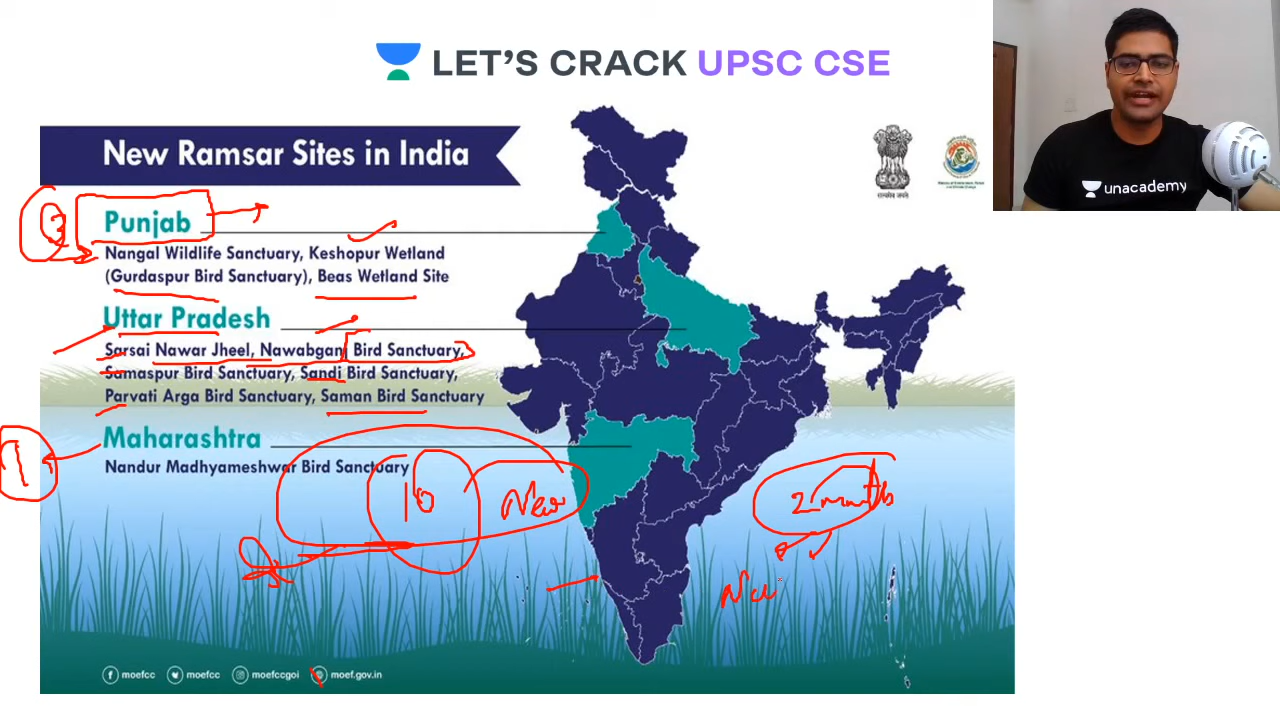 LET'S CRACK UPSC CSE
unacademy
New Ramsar Sites in India
सत्यमेव जयते
3
Punjab
Nangal Wildlife Sanctuary, Keshopur Wetland
(Gurdaspur Bird Sanctuary), Beas Wetland Site
Uttar Pradesh
Sarsai Nawar Jheel, Nawabganj Bird Sanctuary,
Samaspur Bird Sanctuary, Sandi Bird Sanctuary,
Parvati Arga Bird Sanctuary, Saman Bird Sanctuary
1
Maharashtra
Nandur Madhyameshwar Bird Sanctuary
10 New
2 months
moefcc moefcc moefccgoi moef.gov.in